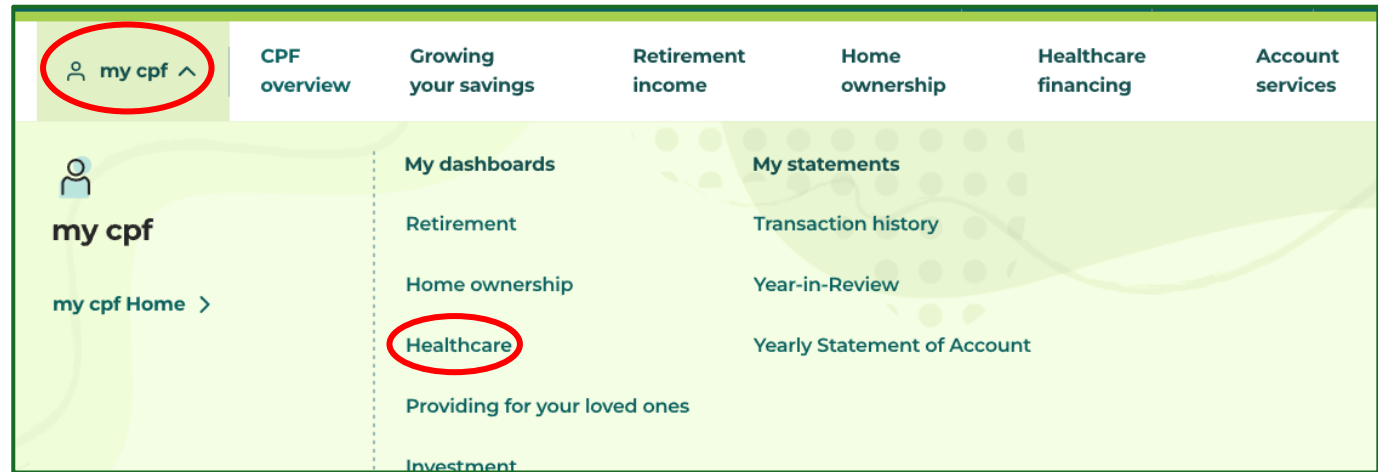 my cpf
CPF
overview
Growing
your savings
Retirement
income
Home
ownership
Healthcare
financing
Account
services
my cpf
my cpf Home
My dashboards
Retirement
Home ownership
Healthcare
Providing for your loved ones
Investment
My statements
Transaction history
Year-in-Review
Yearly Statement of Account